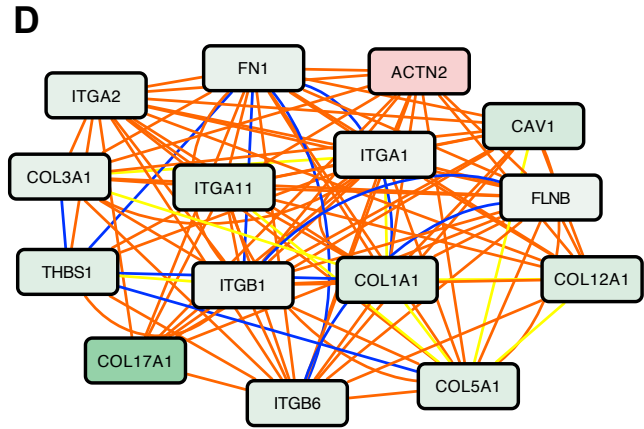 D
FN1
ACTN2
ITGA2
CAV1
ITGA1
COL3A1
ITGA11
FLNB
THBS1
ITGB1
COL1A1
COL12A1
COL17A1
COL5A1
ITGB6